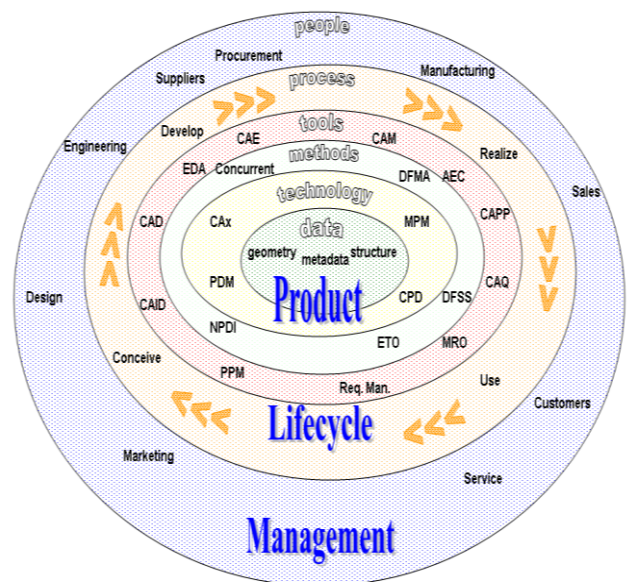 people
Procurement
Suppliers
Manufacturing
process
Engineering
Develop
tools
CAE
CAM
Realize
methods
EDA
Concurrent
DFMA
AEC
Sales
technology
CAD
CAx
data
MPM
CAPP
geometry
metadata
structure
Design
CAID
PDM
Product
CPD
DFSS
CAQ
NPDI
ETO
MRO
Conceive
PPM
Req. Man.
Use
Customers
Lifecycle
Marketing
Service
Management